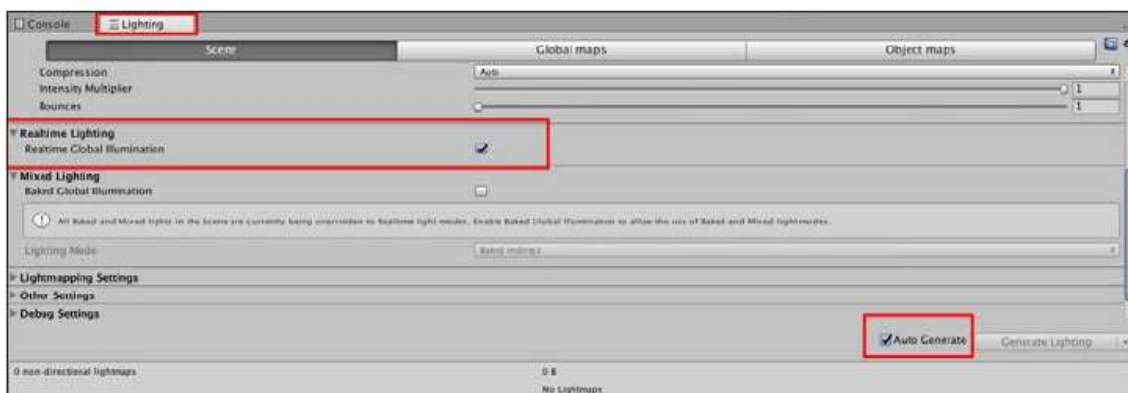 Console Lighting
Scene Global maps Object maps
Compression Auto
Intensity Multiplier 1
Bounces 1
Realtime Lighting
Realtime Global Illumination
Mixed Lighting
Baked Global Illumination
All Baked and Mixed lights in the Scene are currently being overridden to Realtime light modes. Enable Baked Global Illumination to allow the use of Baked and Mixed light modes.
Lighting Mode Baked Indirect
Lightmapping Settings
Other Settings
Debug Settings
Auto Generate Generate Lighting
0 non-directional lightmaps 0 B
No Lightmaps